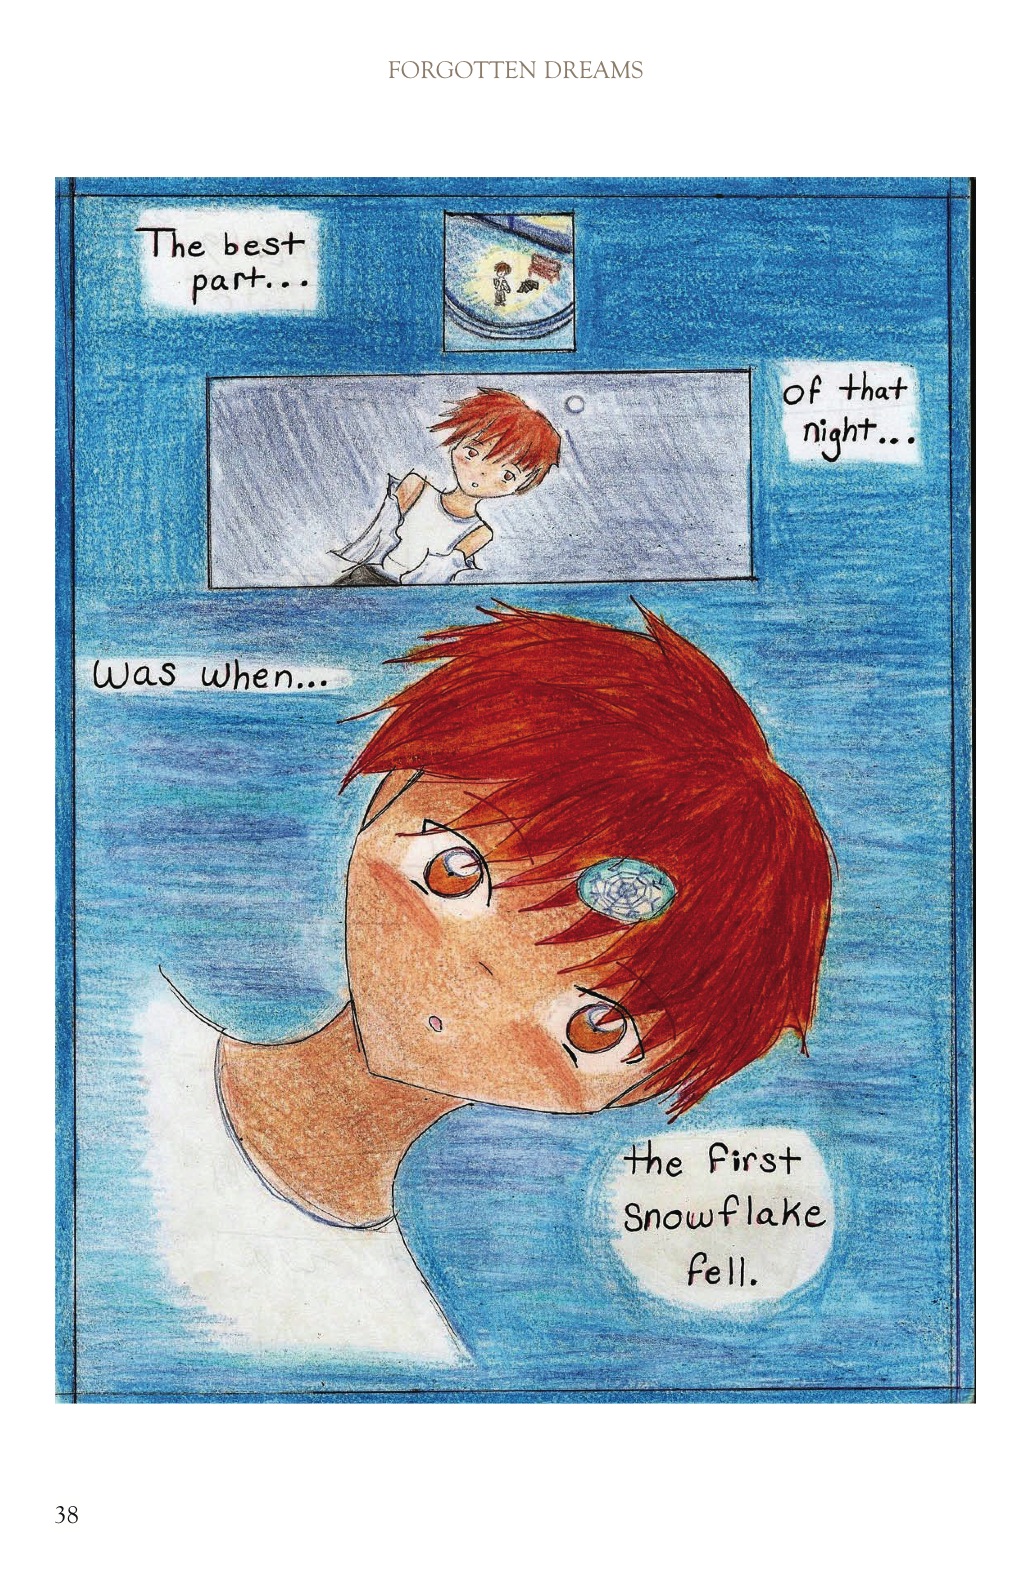 FORGOTTEN DREAMS
The best
part...
of that
night...
was when...
the first
snowflake
fell.
38